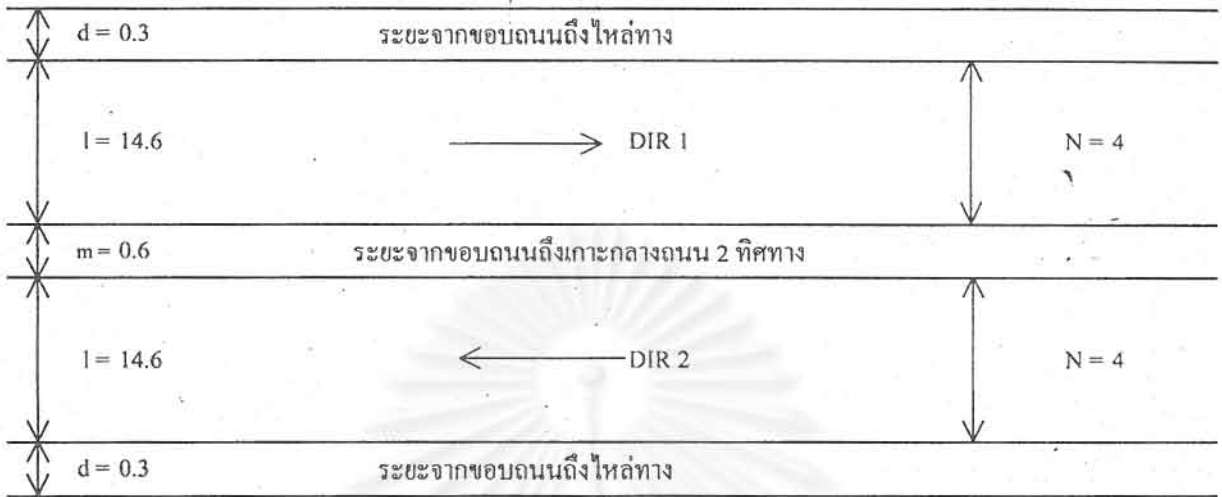 d = 0.3 ระยะจากขอบถนนถึงไหล่ทาง
l = 14.6 DIR 1 N = 4
m = 0.6 ระยะจากขอบถนนถึงเกาะกลางถนน 2 ทิศทาง
l = 14.6 DIR 2 N = 4
d = 0.3 ระยะจากขอบถนนถึงไหล่ทาง